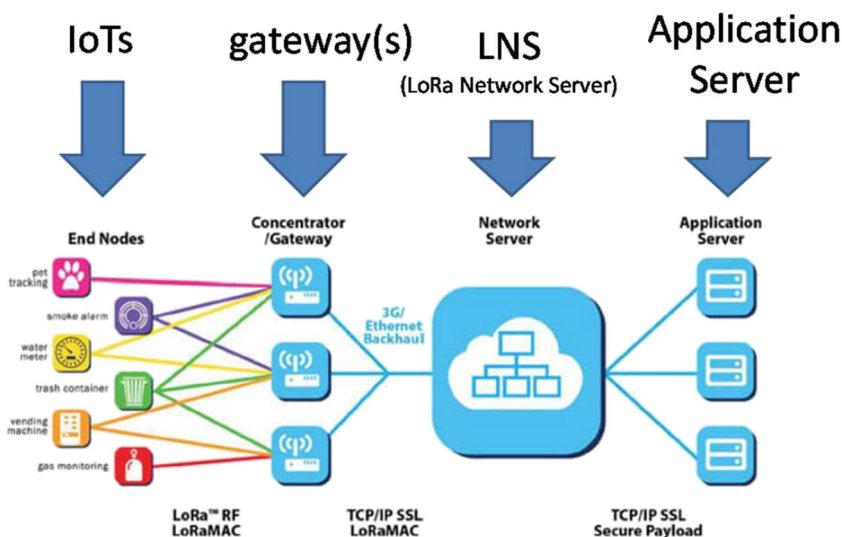 IoTs
gateway(s)
LNS
(LoRa Network Server)
Application
Server
End Nodes
Concentrator
/Gateway
Network
Server
Application
Server
pet
tracking
smoke alarm
water
meter
trash container
vending
machine
gas monitoring
3G/
Ethernet
Backhaul
LoRa™ RF
LoRaMAC
TCP/IP SSL
LoRaMAC
TCP/IP SSL
Secure Payload